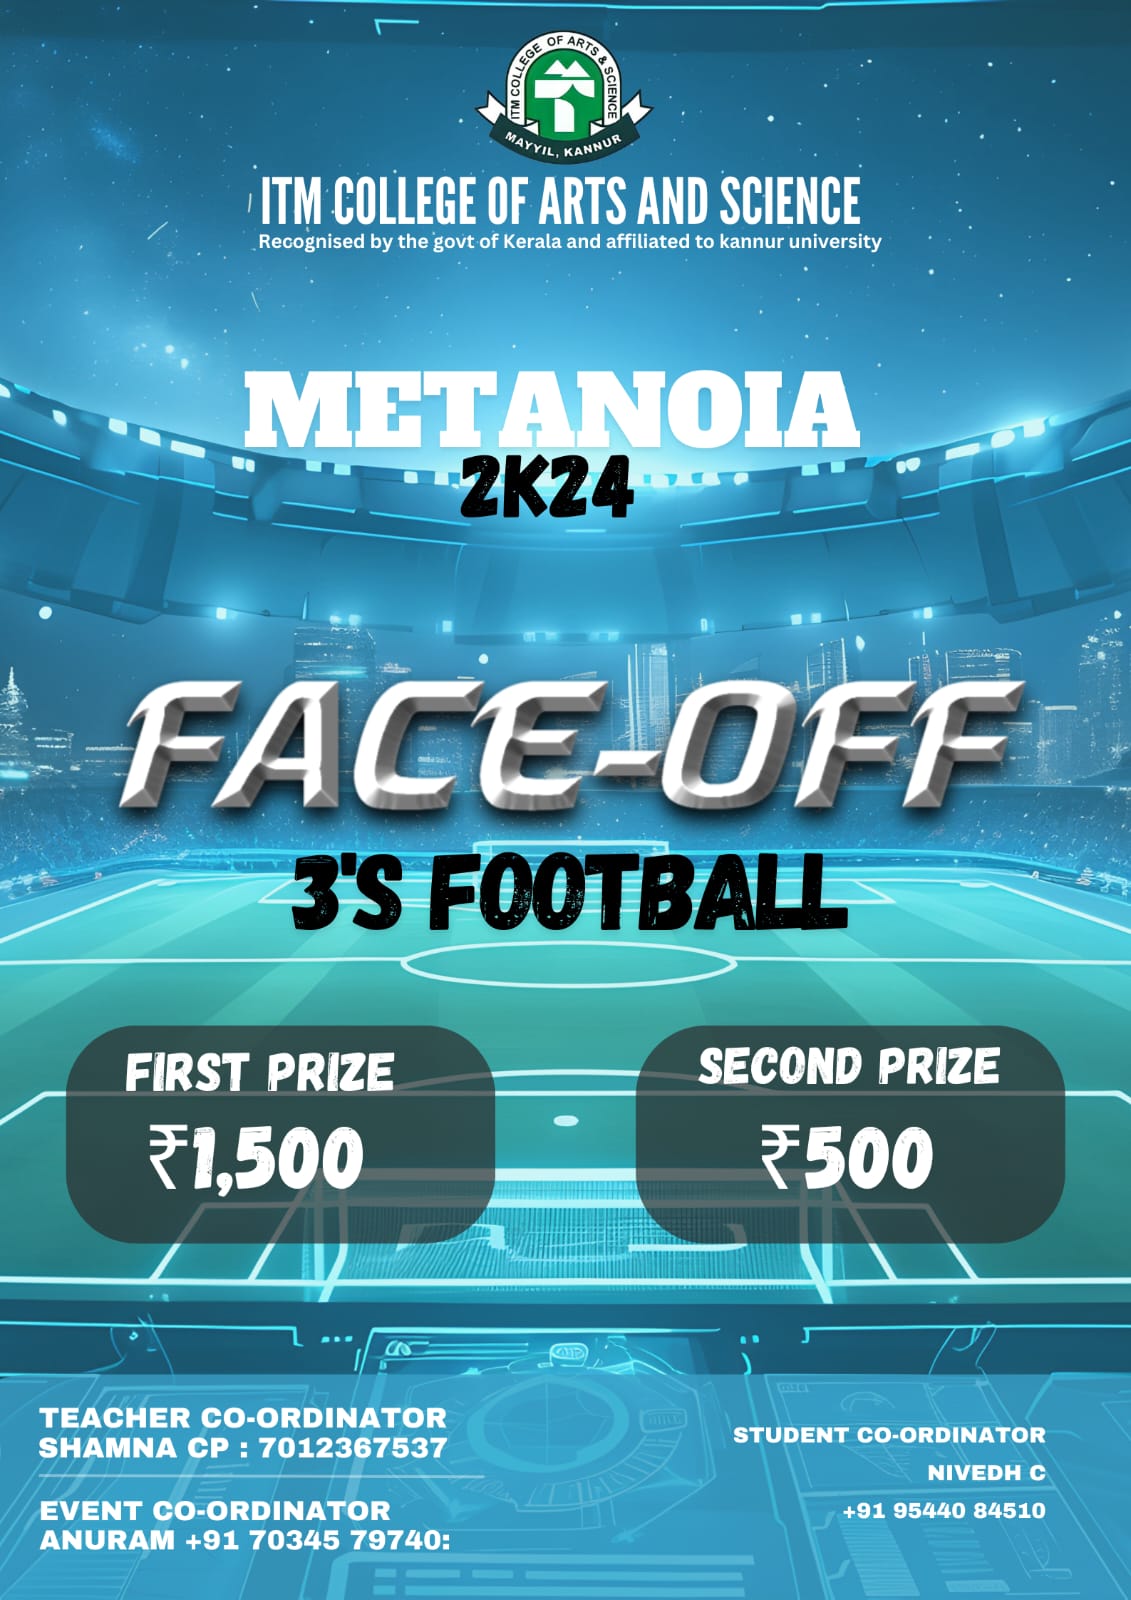 ITM COLLEGE OF ARTS & SCIENCE
MAYYIL, KANNUR
ITM COLLEGE OF ARTS AND SCIENCE
Recognised by the govt of Kerala and affiliated to kannur university
METANOIA
2K24
FACE-OFF
3'S FOOTBALL
FIRST PRIZE
₹1,500
SECOND PRIZE
₹500
TEACHER CO-ORDINATOR
SHAMNA CP : 7012367537
EVENT CO-ORDINATOR
ANURAM +91 70345 79740:
STUDENT CO-ORDINATOR
NIVEDH C
+91 95440 84510